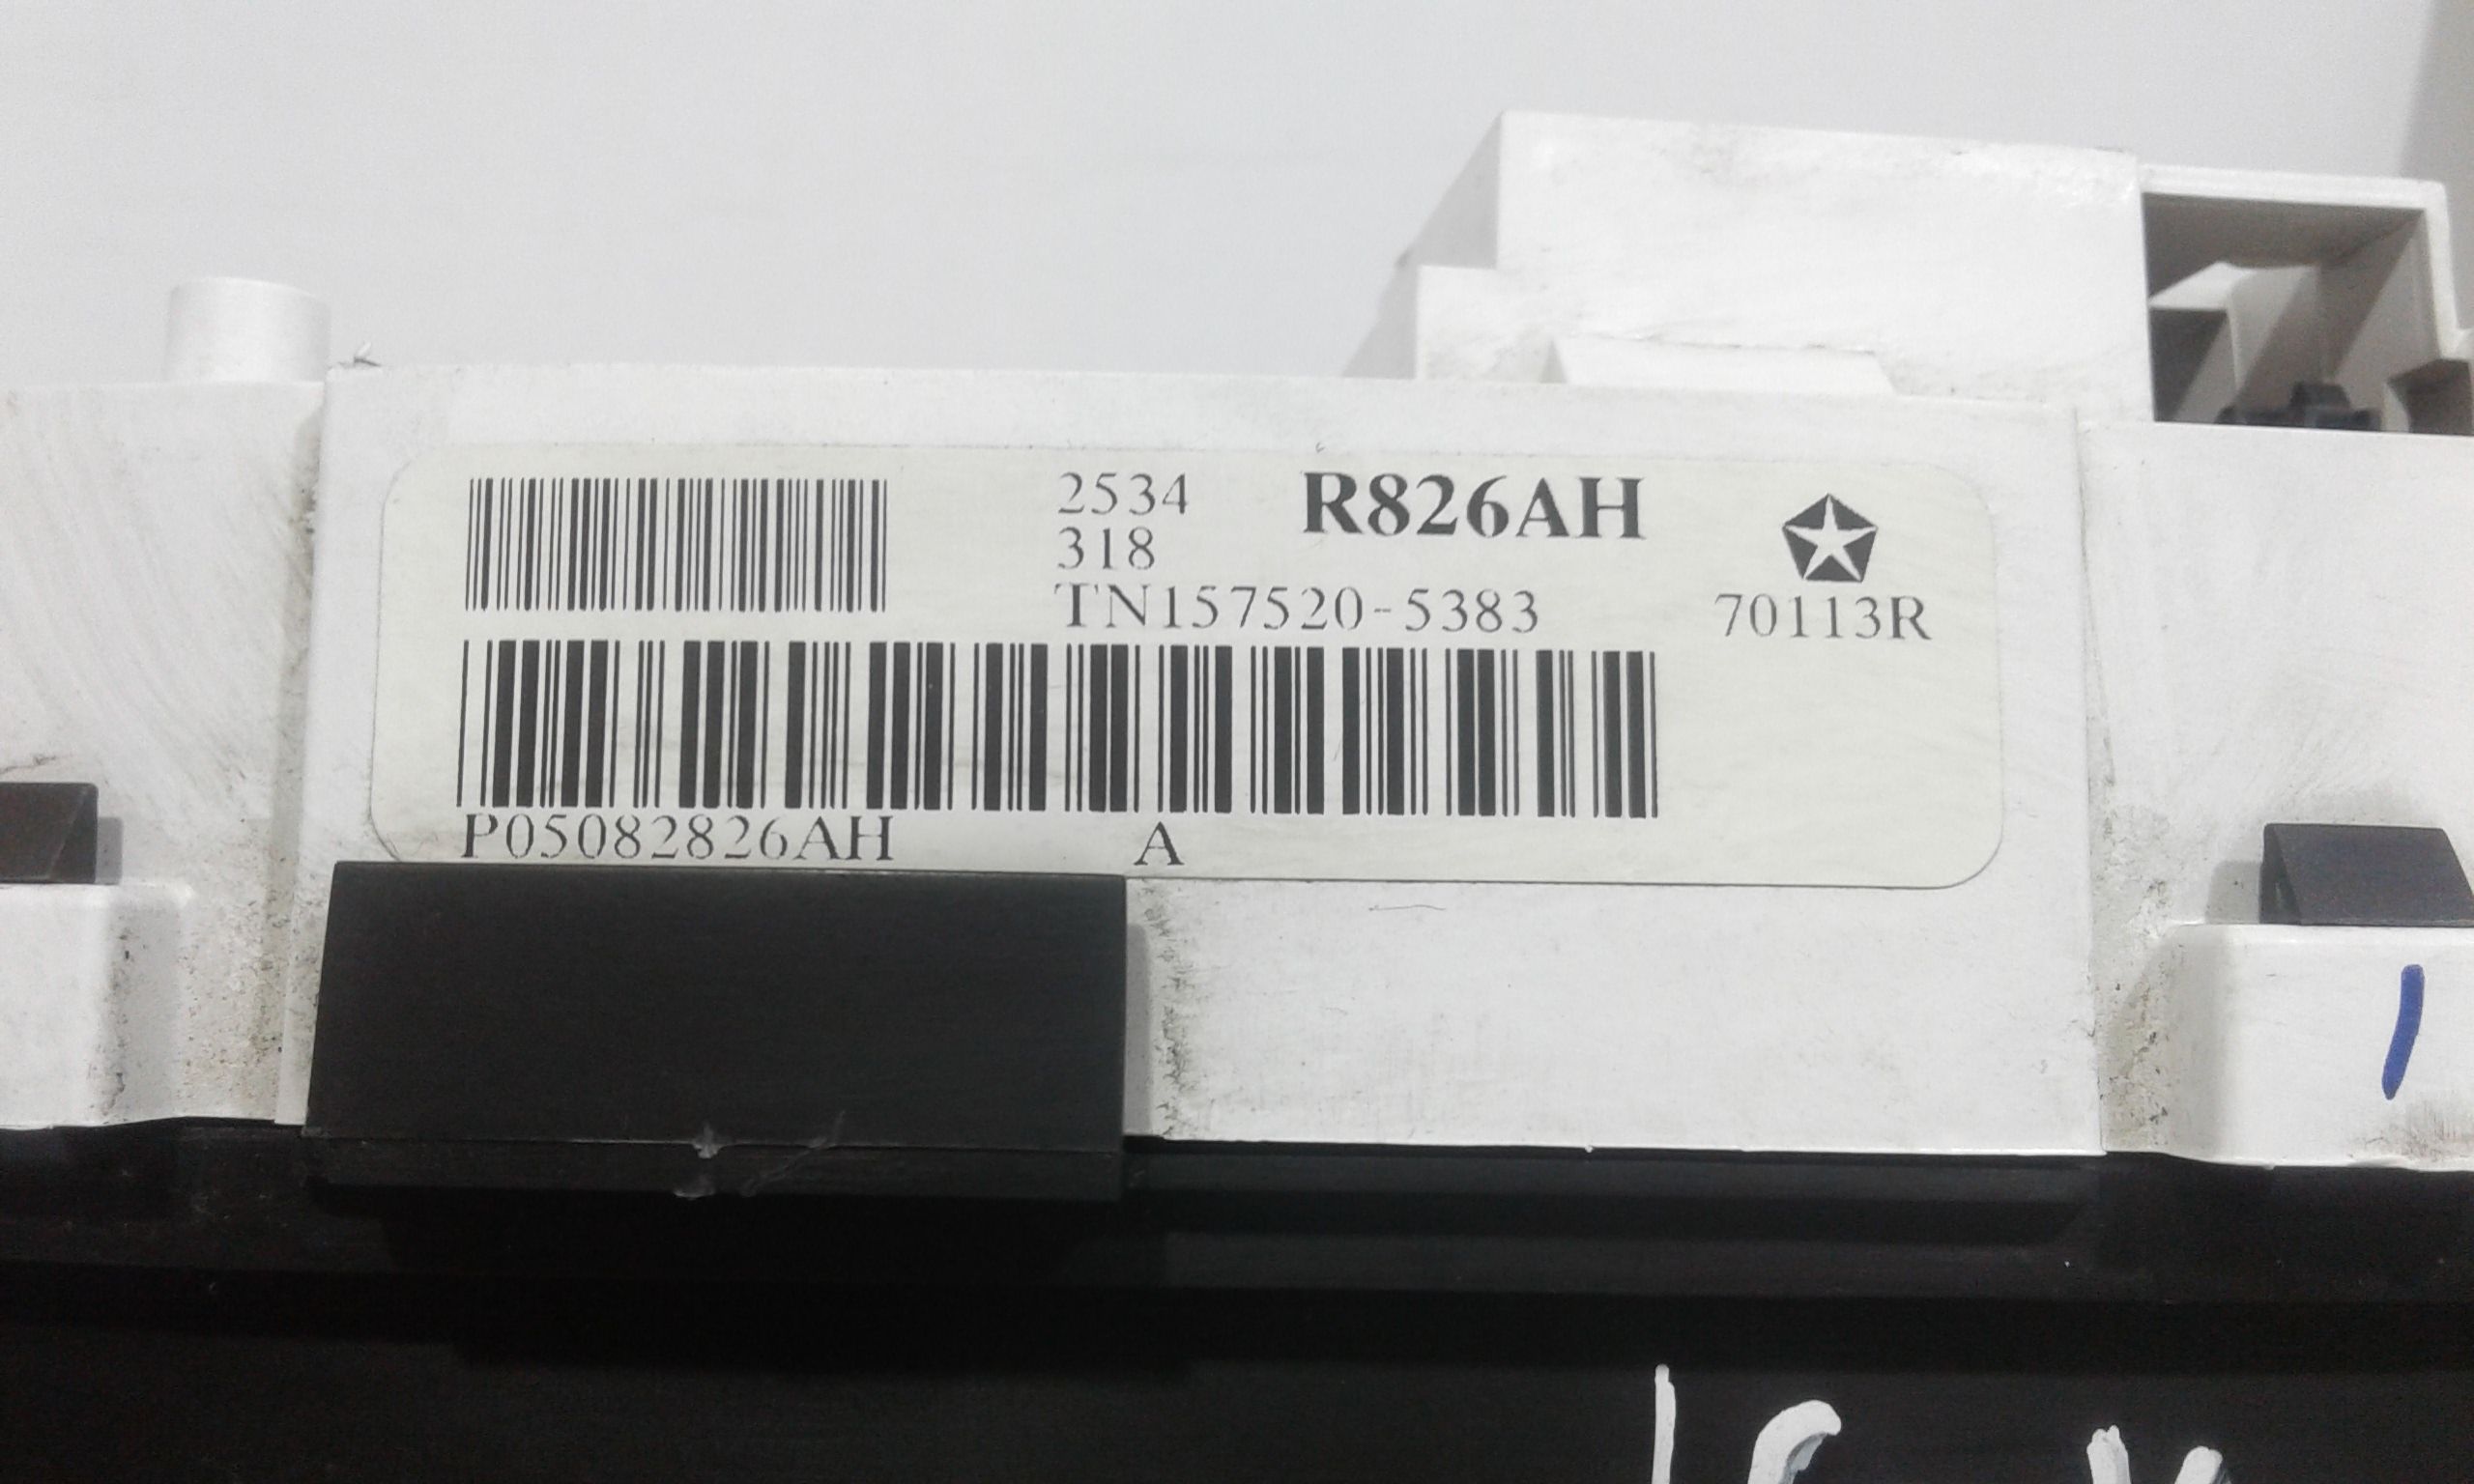 2534 R826AH
318
TN157520-5383 70113R
P05082826AH A